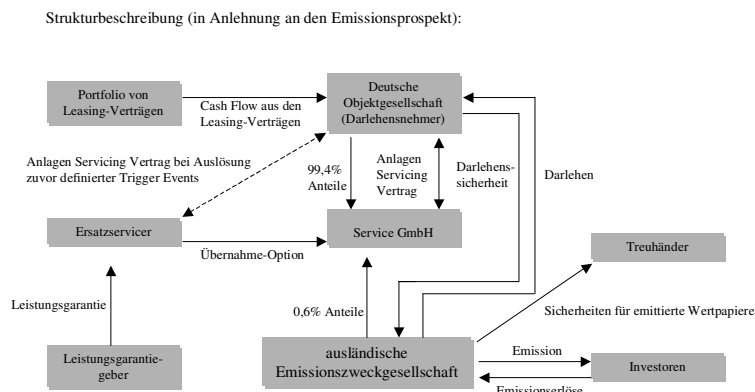 Strukturbeschreibung (in Anlehnung an den Emissionsprospekt):
Portfolio von
Leasing-Verträgen
Cash Flow aus den
Leasing-Verträgen
Deutsche
Objektgesellschaft
(Darlehensnehmer)
Anlagen Servicing Vertrag bei Auslösung
zuvor definierter Trigger Events
99,4%
Anteile
Anlagen
Servicing
Vertrag
Darlehens-
sicherheit
Darlehen
Ersatzservicer
Übernahme-Option
Service GmbH
Treuhänder
Leistungsgarantie
0,6% Anteile
Sicherheiten für emittierte Wertpapiere
Leistungsgarantie-
geber
ausländische
Emissionszweckgesellschaft
Emission
Investoren
Emissionserlöse